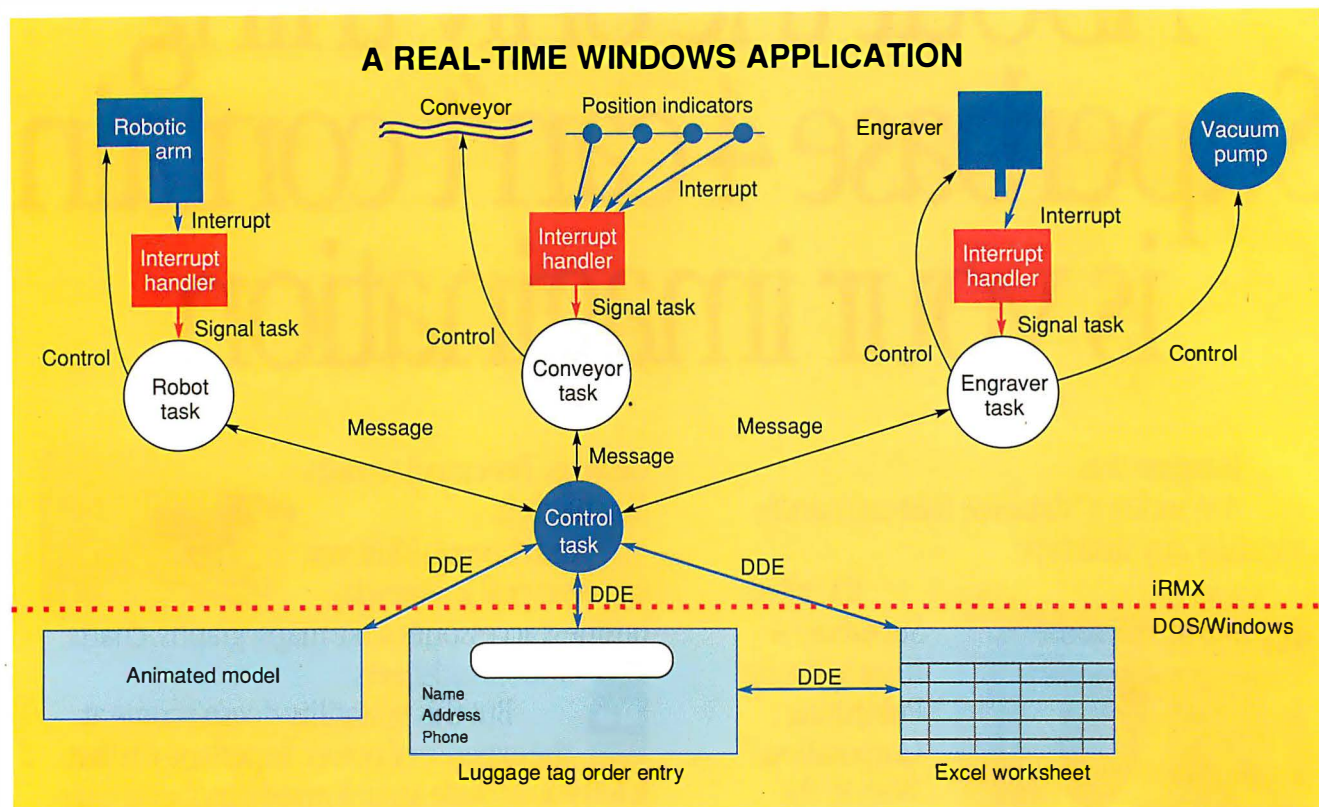 A REAL-TIME WINDOWS APPLICATION
Robotic
arm
Conveyor
Position indicators
Engraver
Vacuum
pump
Interrupt
Interrupt
Interrupt
Interrupt
handler
Interrupt
handler
Interrupt
handler
Signal task
Signal task
Signal task
Control
Control
Control
Control
Robot
task
Conveyor
task
Engraver
task
Message
Message
Message
Control
task
DDE
DDE
DDE
iRMX
DOS/Windows
Animated model
Name
Address
Phone
DDE
Luggage tag order entry
Excel worksheet